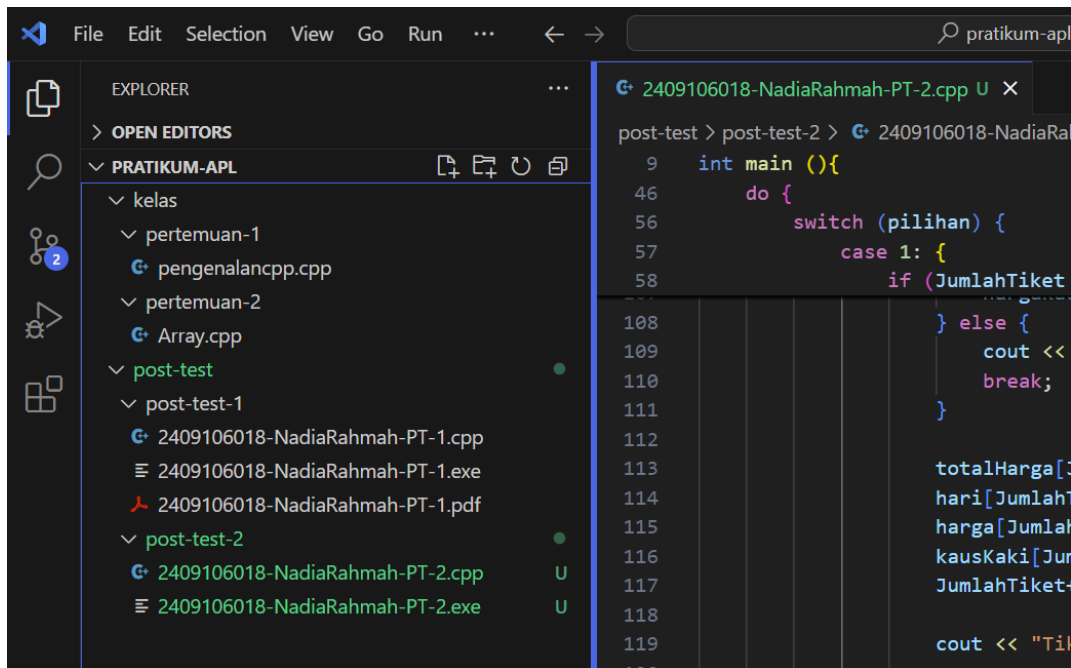 File Edit Selection View Go Run ··· ← → pratikum-apl
EXPLORER ···
OPEN EDITORS
PRATIKUM-APL
kelas
pertemuan-1
pengenalancpp.cpp
pertemuan-2
Array.cpp
post-test
post-test-1
2409106018-NadiaRahmah-PT-1.cpp
2409106018-NadiaRahmah-PT-1.exe
2409106018-NadiaRahmah-PT-1.pdf
post-test-2
2409106018-NadiaRahmah-PT-2.cpp U
2409106018-NadiaRahmah-PT-2.exe U
2
2409106018-NadiaRahmah-PT-2.cpp U
post-test > post-test-2 > 2409106018-NadiaRa
9 int main (){
46 do {
56 switch (pilihan) {
57 case 1: {
58 if (JumlahTiket
108 } else {
109 cout <<
110 break;
111 }
112
113 totalHarga[J
114 hari[JumlahT
115 harga[Jumlah
116 kausKaki[Jum
117 JumlahTiket+
118
119 cout << "Tik